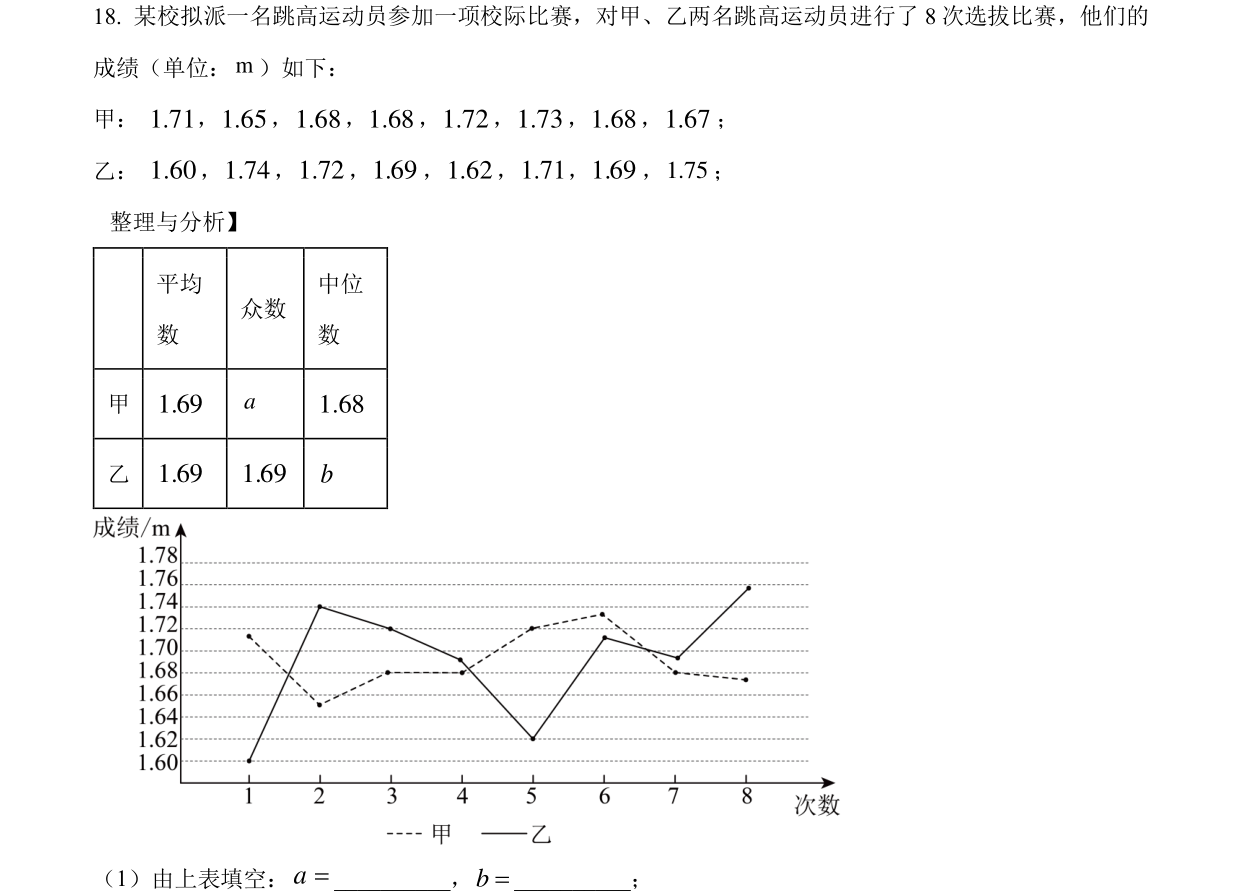 18. 某校拟派一名跳高运动员参加一项校际比赛，对甲、乙两名跳高运动员进行了 8 次选拔比赛，他们的
成绩（单位：m）如下：
甲： 1.71，1.65，1.68，1.68，1.72，1.73，1.68，1.67；
乙： 1.60，1.74，1.72，1.69，1.62，1.71，1.69，1.75；
整理与分析】
平均数 众数 中位数
甲 1.69 a 1.68
乙 1.69 1.69 b
成绩/m
1.78
1.76
1.74
1.72
1.70
1.68
1.66
1.64
1.62
1.60
1 2 3 4 5 6 7 8 次数
甲 乙
（1）由上表填空：a = __________，b = __________；